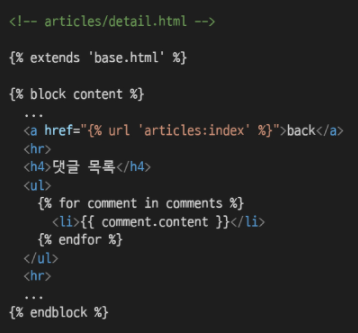 <!-- articles/detail.html -->
{% extends 'base.html' %}
{% block content %}
...
<a href="{% url 'articles:index' %}">back</a>
<hr>
<h4>댓글 목록</h4>
<ul>
{% for comment in comments %}
<li>{{ comment.content }}</li>
{% endfor %}
</ul>
<hr>
...
{% endblock %}